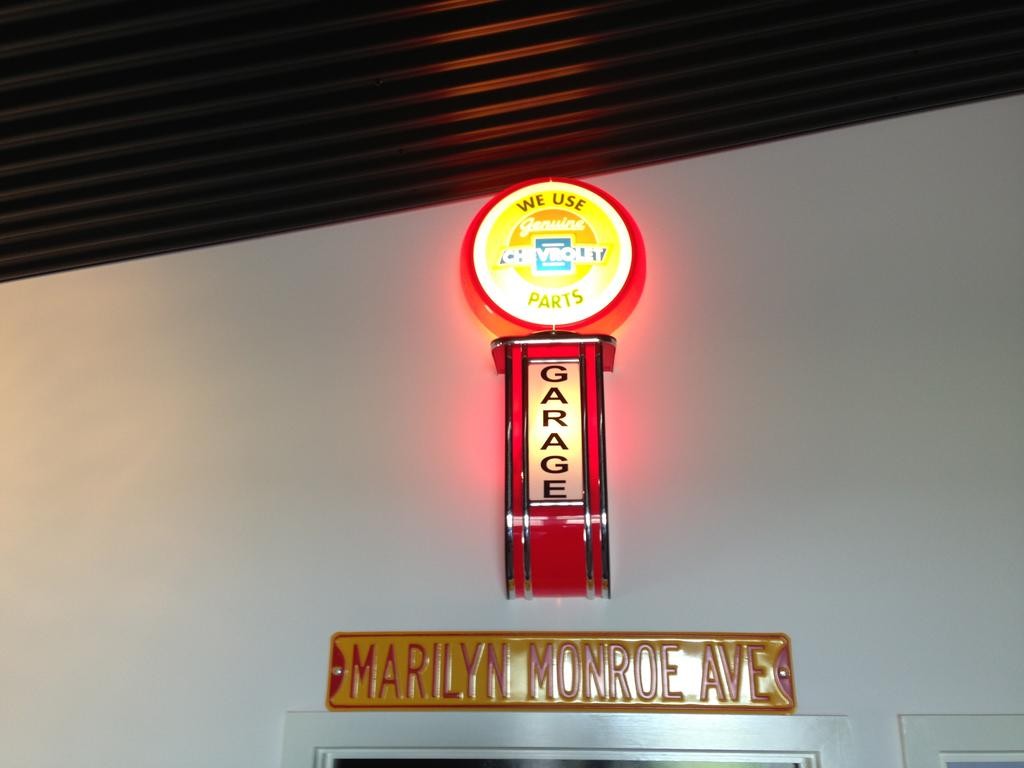 WE USE
Genuine
CHEVROLET
PARTS
GARAGE
MARILYN MONROE AVE